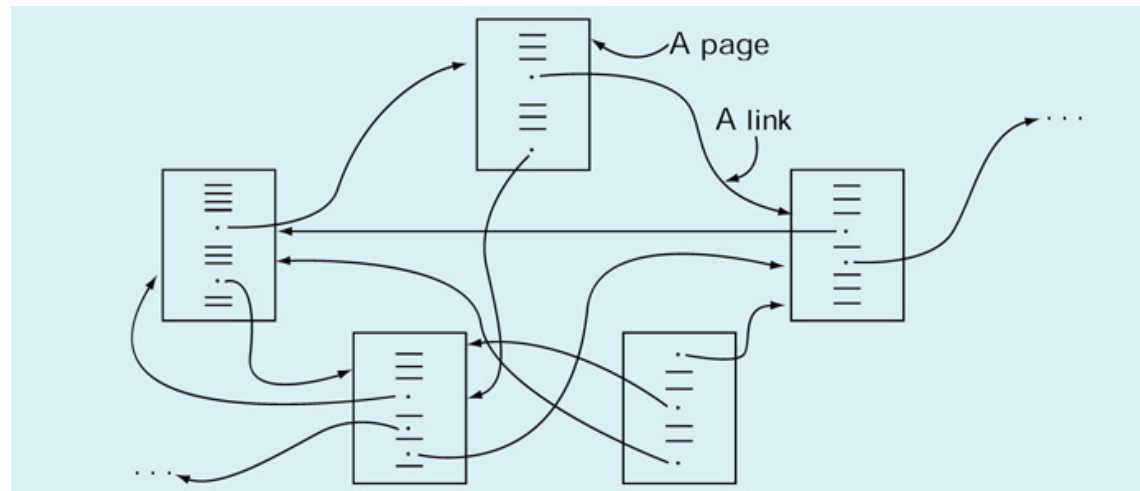 A page
A link
. . .
. . .